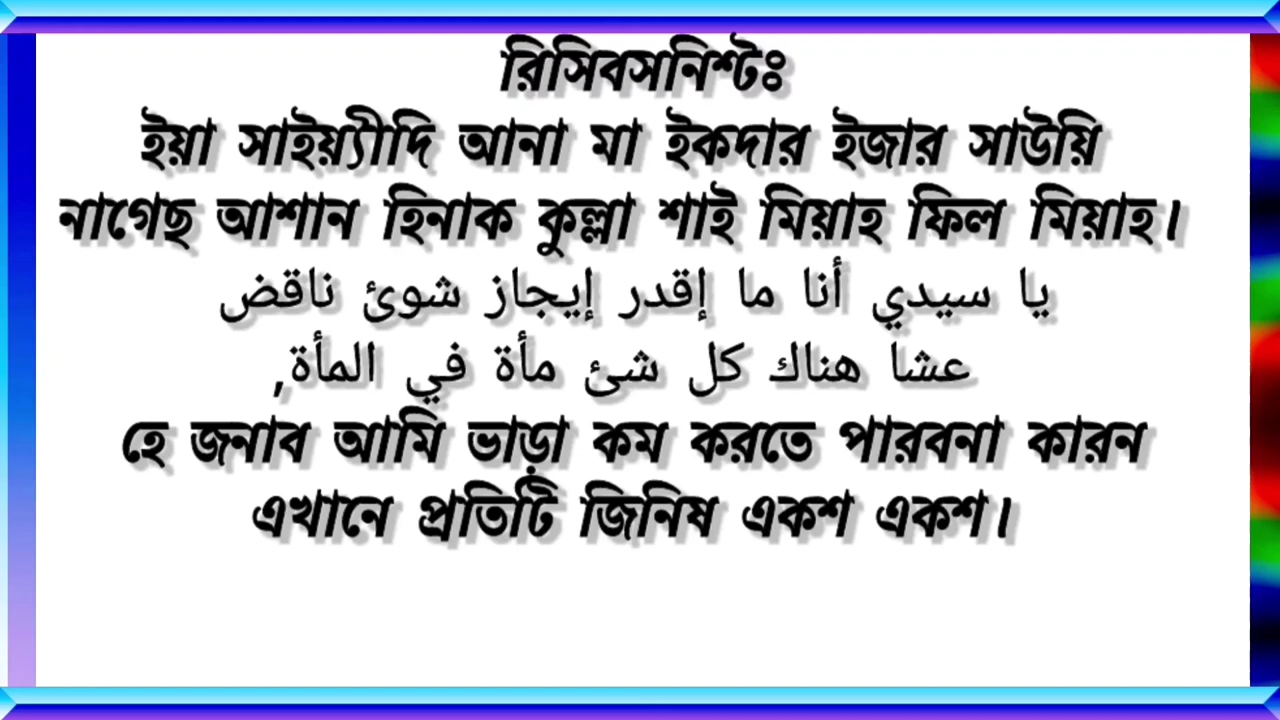 রিসিবসনিশ্টঃ
ইয়া সাইয়্যীদি আনা মা ইকদার ইজার সাউয়ি
নাগেছ আশান হিনাক কুল্লা শাই মিয়াহ ফিল মিয়াহ।
يا سيدي أنا ما إقدر إيجاز شوئ ناقض
عشا هناك كل شئ مأة في المأة,
হে জনাব আমি ভাড়া কম করতে পারবনা কারন
এখানে প্রতিটি জিনিষ একশ একশ।